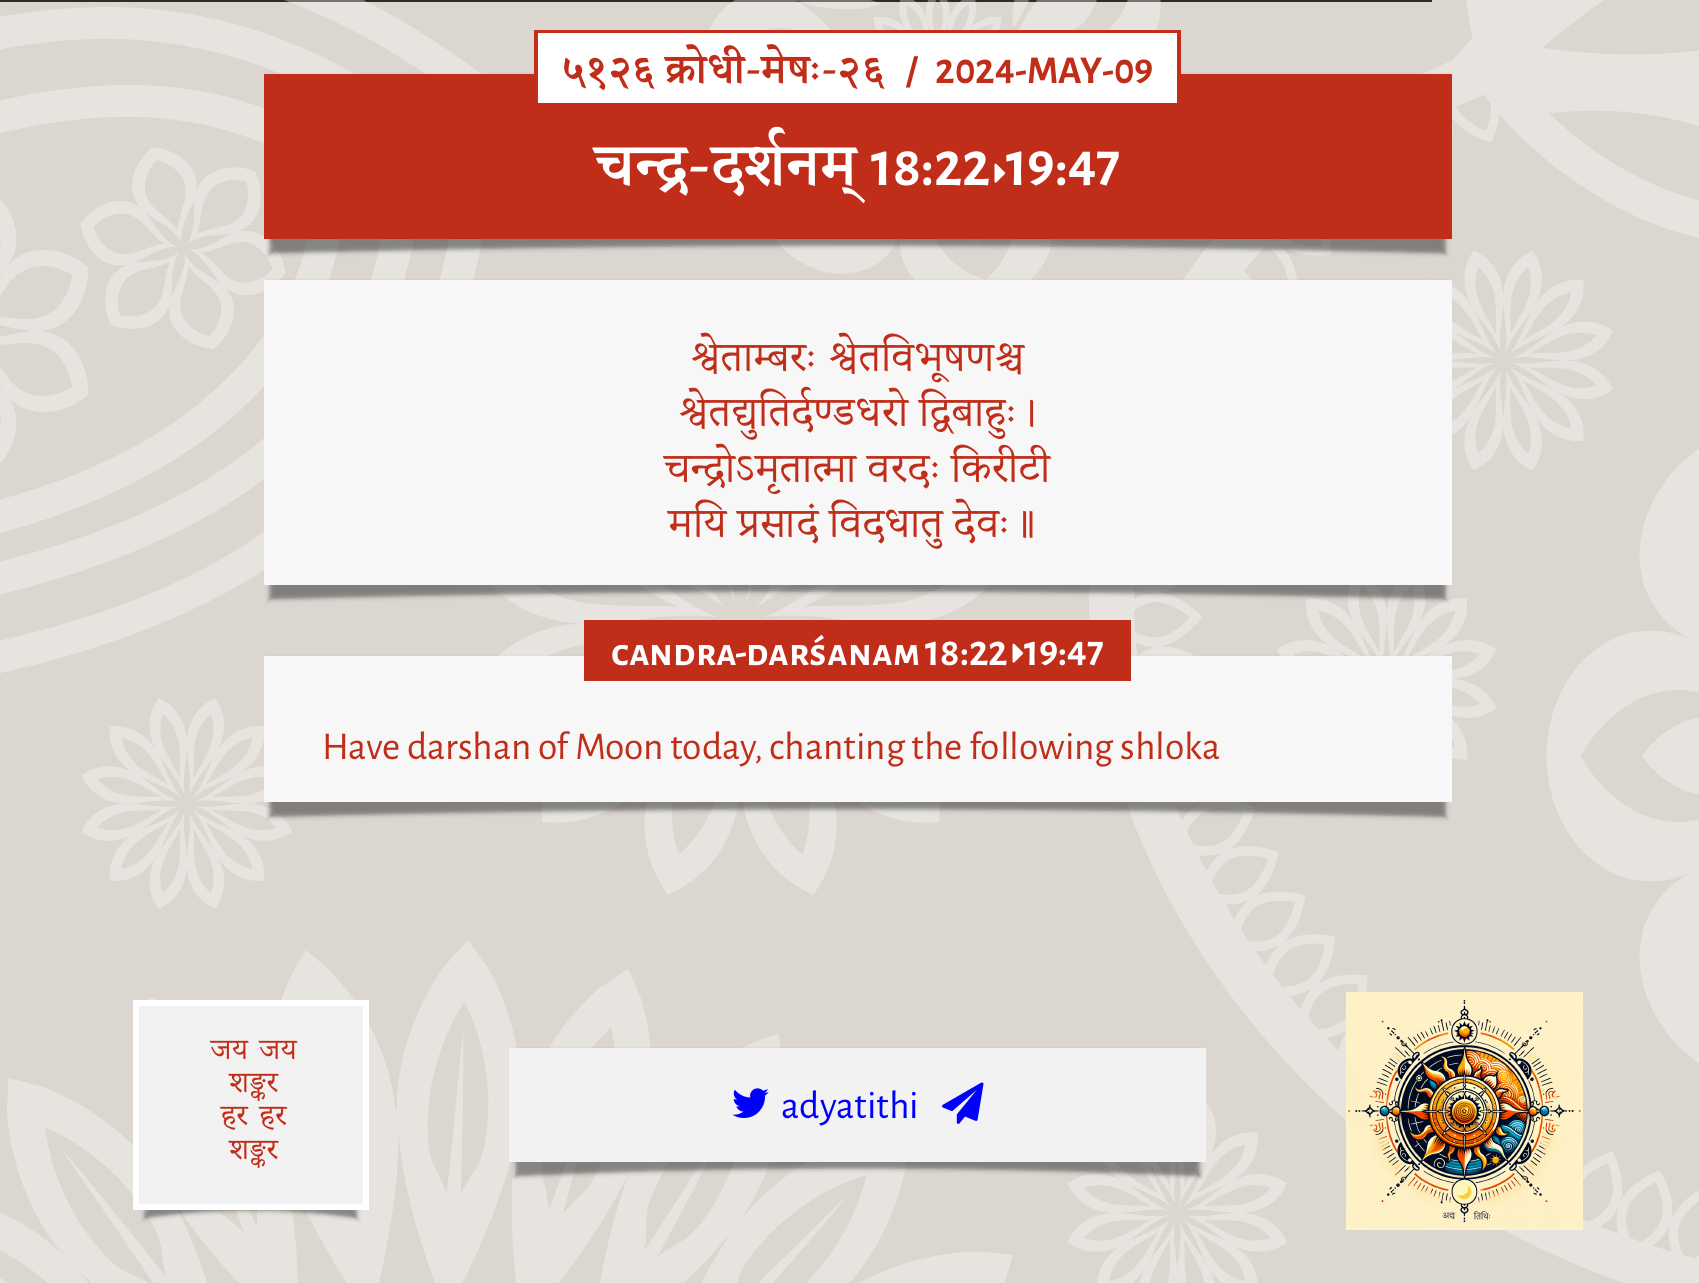 ५१२६ क्रोधी-मेषः-२६ / 2024-MAY-09
चन्द्र-दर्शनम् 18:22▸19:47
श्वेताम्बरः श्वेतविभूषणश्च
श्वेतद्युतिर्दण्डधरो द्विबाहुः ।
चन्द्रोऽमृतात्मा वरदः किरीटी
मयि प्रसादं विदधातु देवः ॥
CANDRA-DARŚANAM 18:22▸19:47
Have darshan of Moon today, chanting the following shloka
जय जय
शङ्कर
हर हर
शङ्कर
adyatithi
अद्य तिथिः